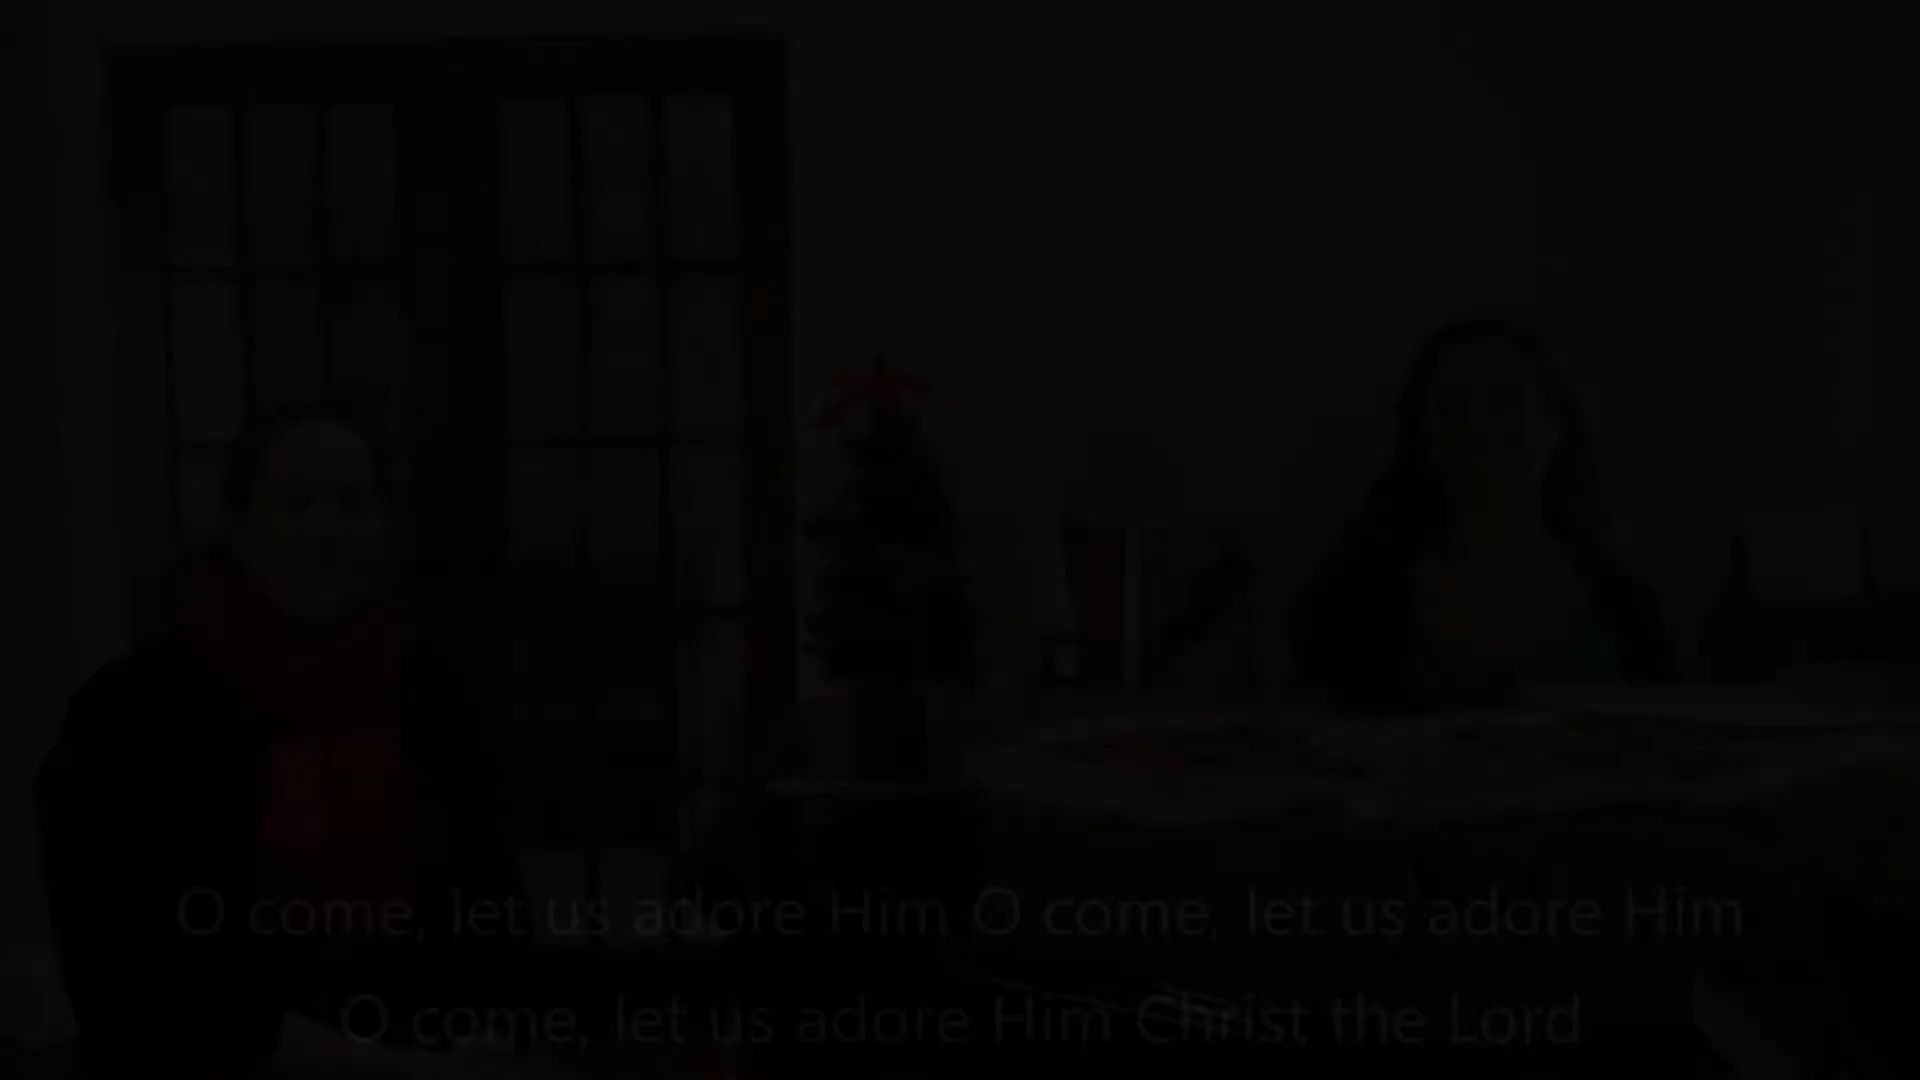 O come, let us adore Him O come, let us adore Him
O come, let us adore Him Christ the Lord